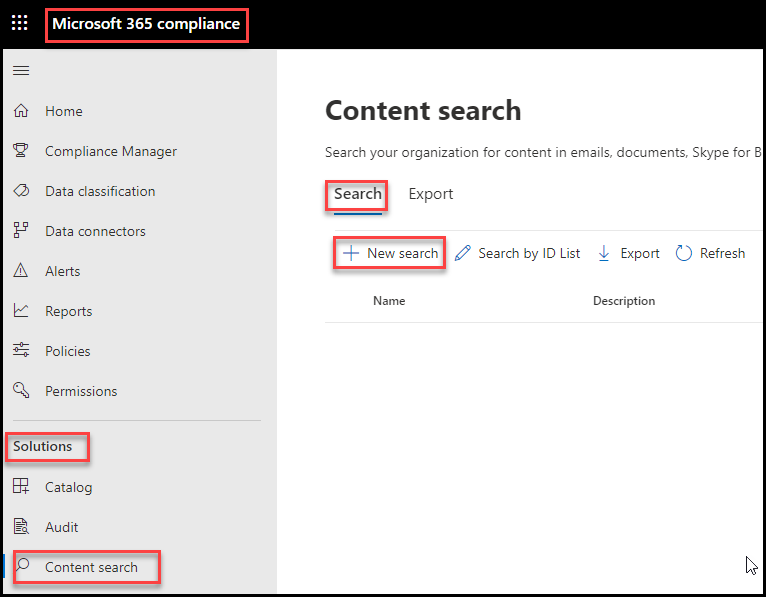 Microsoft 365 compliance
Home
Compliance Manager
Data classification
Data connectors
Alerts
Reports
Policies
Permissions
Solutions
Catalog
Audit
Content search
Content search
Search your organization for content in emails, documents, Skype for B
Search Export
New search Search by ID List Export Refresh
Name Description